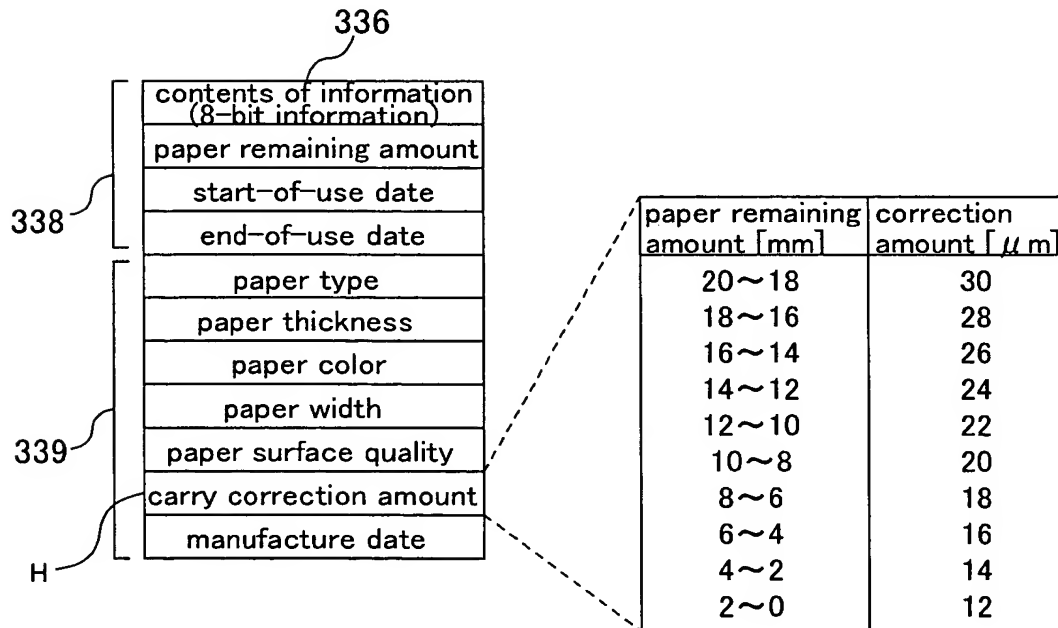 336
contents of information
(8-bit information)
paper remaining amount
start-of-use date
end-of-use date
338
paper type
paper thickness
paper color
paper width
paper surface quality
carry correction amount
manufacture date
339
H
paper remaining amount [mm] correction amount [μm]
20~18 30
18~16 28
16~14 26
14~12 24
12~10 22
10~8 20
8~6 18
6~4 16
4~2 14
2~0 12